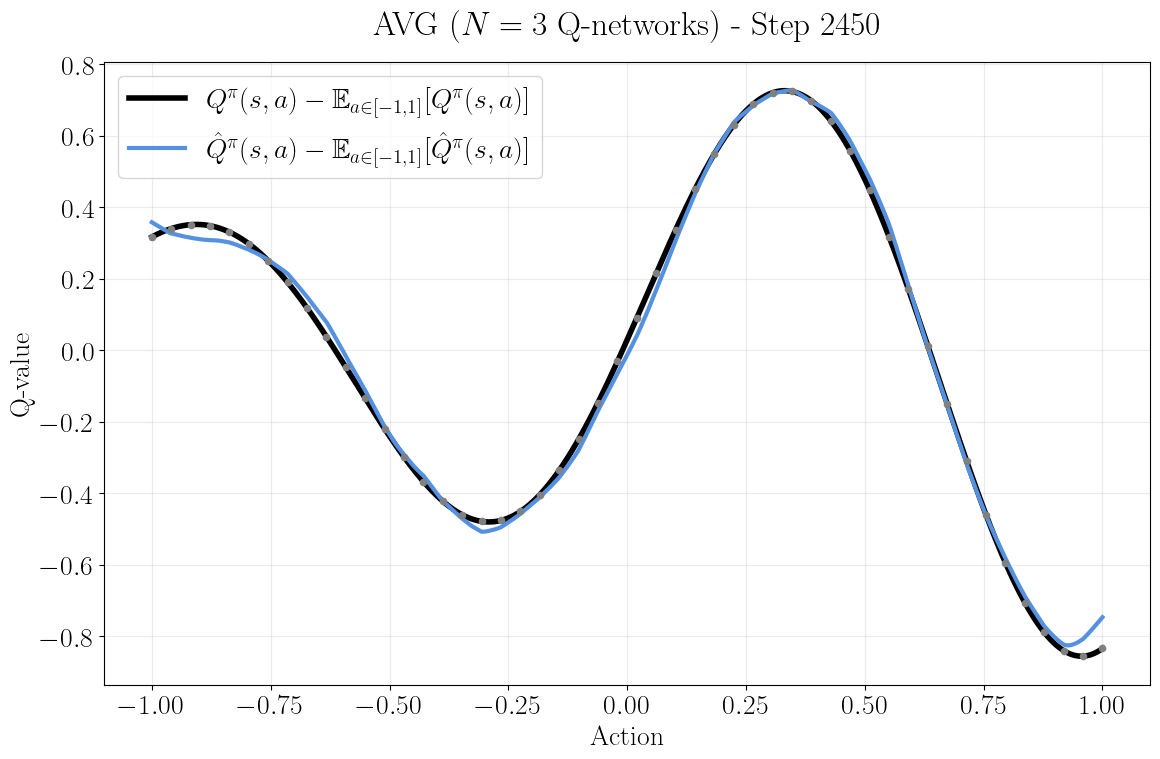 AVG (N = 3 Q-networks) - Step 2450
Q^π(s, a) − 𝔼_{a∈[−1,1]}[Q^π(s, a)]
Q̂^π(s, a) − 𝔼_{a∈[−1,1]}[Q̂^π(s, a)]
Q-value
0.8
0.6
0.4
0.2
0.0
−0.2
−0.4
−0.6
−0.8
−1.00 −0.75 −0.50 −0.25 0.00 0.25 0.50 0.75 1.00
Action